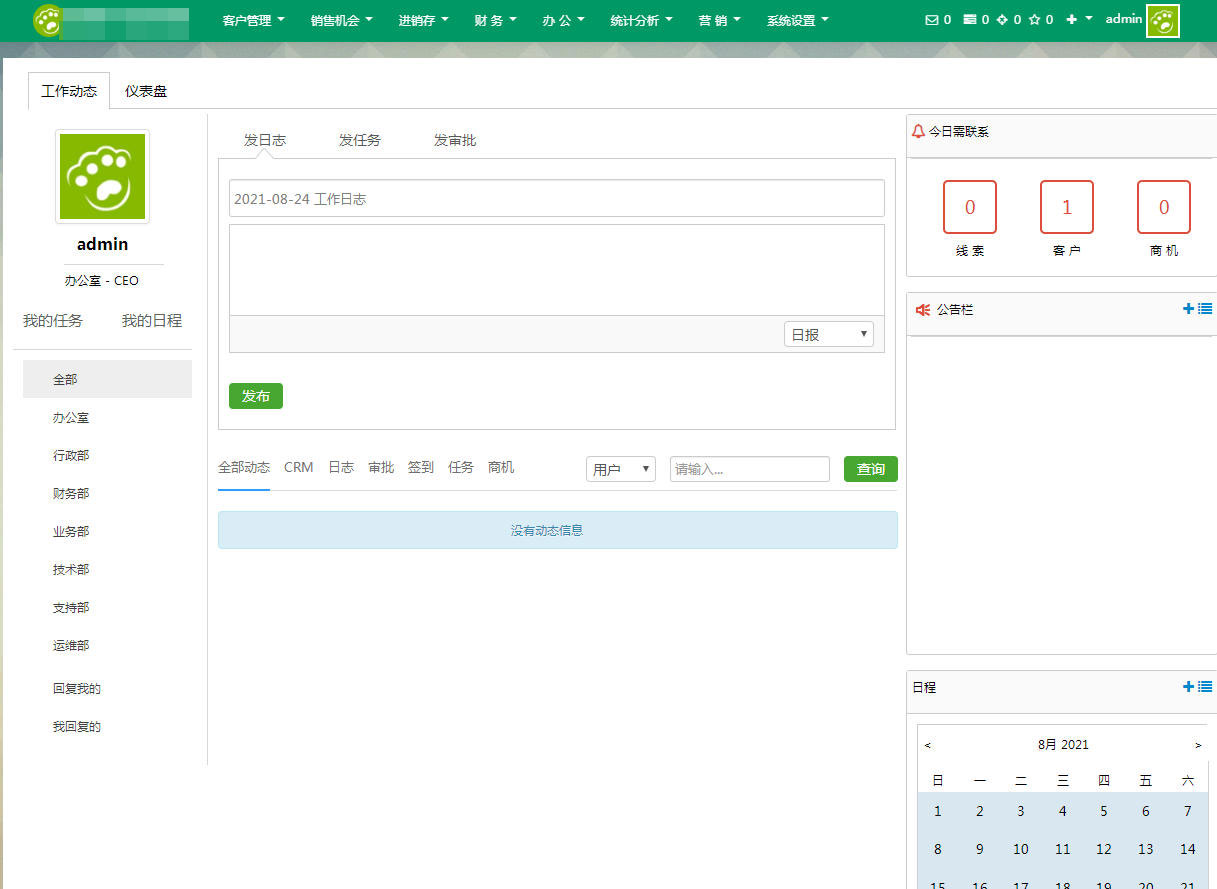 客户管理 销售机会 进销存 财 务 办 公 统计分析 营 销 系统设置 0 0 0 0 admin
工作动态 仪表盘
admin
办公室 - CEO
我的任务 我的日程
全部
办公室
行政部
财务部
业务部
技术部
支持部
运维部
回复我的
我回复的
发日志 发任务 发审批
2021-08-24 工作日志
日报
发布
全部动态 CRM 日志 审批 签到 任务 商机 用户 请输入... 查询
没有动态信息
今日需联系
0 1 0
线 索 客 户 商 机
公告栏
日程
< 8月 2021 >
日 一 二 三 四 五 六
1 2 3 4 5 6 7
8 9 10 11 12 13 14
15 16 17 18 19 20 21